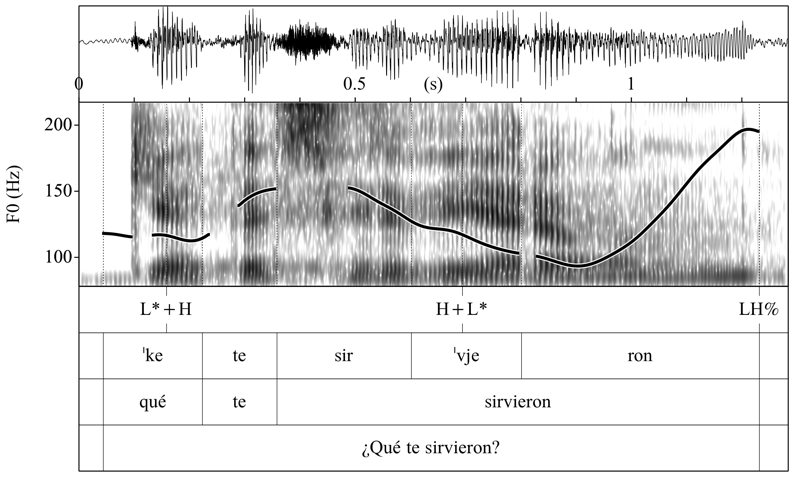 0 0.5 (s) 1
200
150
100
F0 (Hz)
L*+H H+L* LH%
ˈke te sir ˈvje ron
qué te sirvieron
¿Qué te sirvieron?